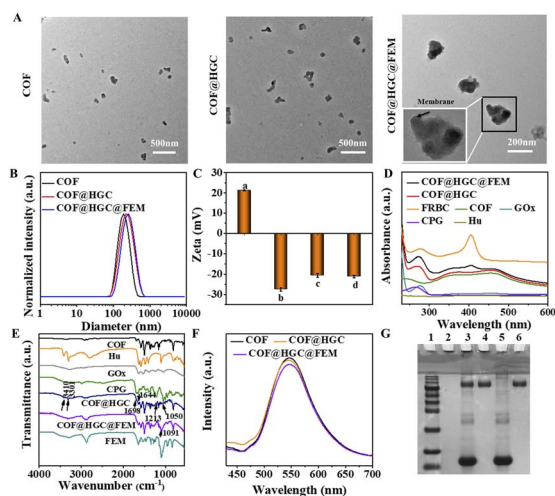 A
COF
500nm
COF@HGC
500nm
COF@HGC@FEM
Membrane
200nm
B
Normalized intensity (a.u.)
COF
COF@HGC
COF@HGC@FEM
1 10 100 1000 10000
Diameter (nm)
C
Zeta (mV)
30
20
10
0
-10
-20
-30
a
b
c
d
D
Absorbance (a.u.)
COF@HGC@FEM
COF@HGC
FRBC COF GOx
CPG Hu
300 400 500 600
Wavelength (nm)
E
Transmittance (a.u.)
COF
Hu
GOx
CPG
COF@HGC
COF@HGC@FEM
FEM
3410
3301
1698
1644
1213
1050
1091
4000 3000 2000 1000
Wavenumber (cm-1)
F
Intensity (a.u.)
COF COF@HGC
COF@HGC@FEM
450 500 550 600 650 700
Wavelength (nm)
G
1 2 3 4 5 6